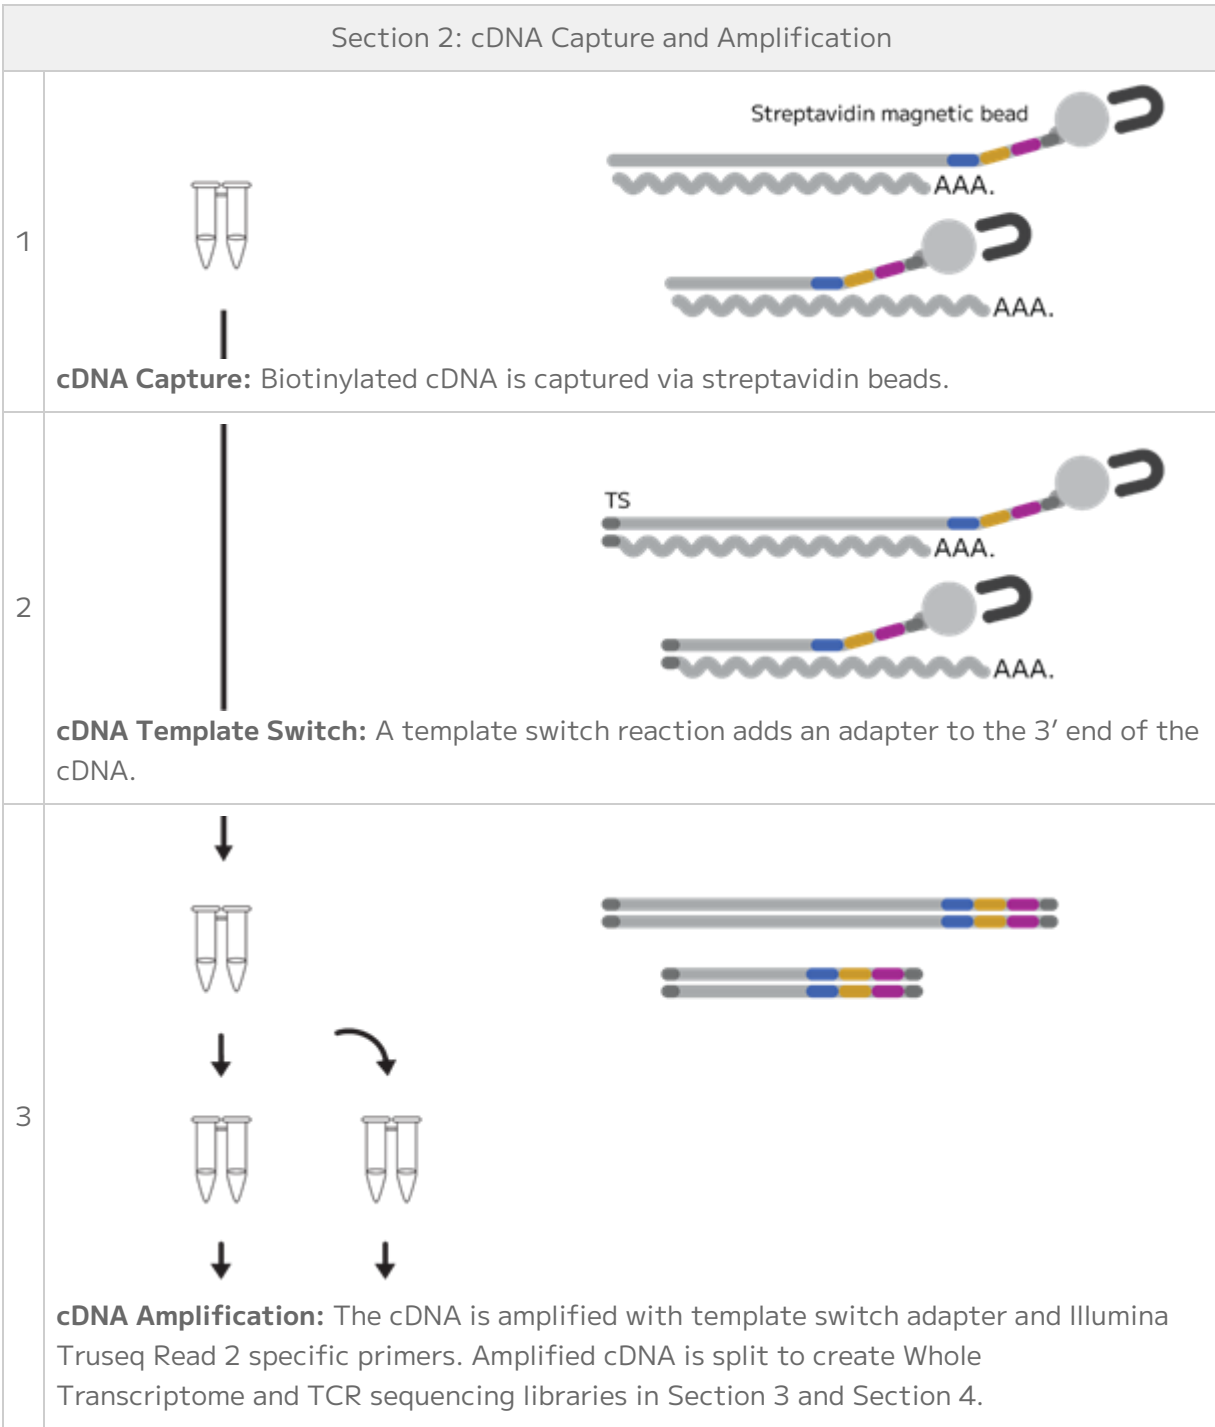 Section 2: cDNA Capture and Amplification
1
Streptavidin magnetic bead
AAA.
AAA.
cDNA Capture: Biotinylated cDNA is captured via streptavidin beads.
2
TS
AAA.
AAA.
cDNA Template Switch: A template switch reaction adds an adapter to the 3′ end of the
cDNA.
3
cDNA Amplification: The cDNA is amplified with template switch adapter and Illumina
Truseq Read 2 specific primers. Amplified cDNA is split to create Whole
Transcriptome and TCR sequencing libraries in Section 3 and Section 4.